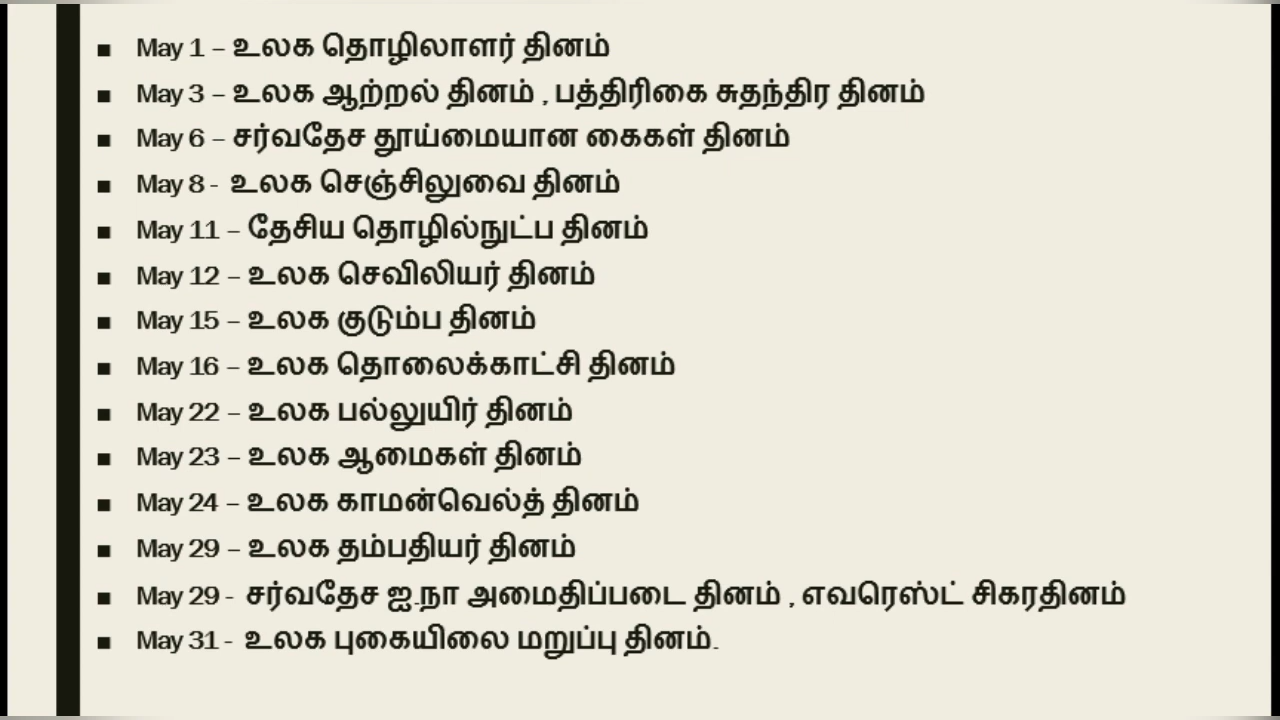 ▪ May 1 – உலக தொழிலாளர் தினம்
▪ May 3 – உலக ஆற்றல் தினம் , பத்திரிகை சுதந்திர தினம்
▪ May 6 – சர்வதேச தூய்மையான கைகள் தினம்
▪ May 8 - உலக செஞ்சிலுவை தினம்
▪ May 11 – தேசிய தொழில்நுட்ப தினம்
▪ May 12 – உலக செவிலியர் தினம்
▪ May 15 – உலக குடும்ப தினம்
▪ May 16 – உலக தொலைக்காட்சி தினம்
▪ May 22 – உலக பல்லுயிர் தினம்
▪ May 23 – உலக ஆமைகள் தினம்
▪ May 24 – உலக காமன்வெல்த் தினம்
▪ May 29 – உலக தம்பதியர் தினம்
▪ May 29 - சர்வதேச ஐ.நா அமைதிப்படை தினம் , எவரெஸ்ட் சிகரதினம்
▪ May 31 - உலக புகையிலை மறுப்பு தினம்.